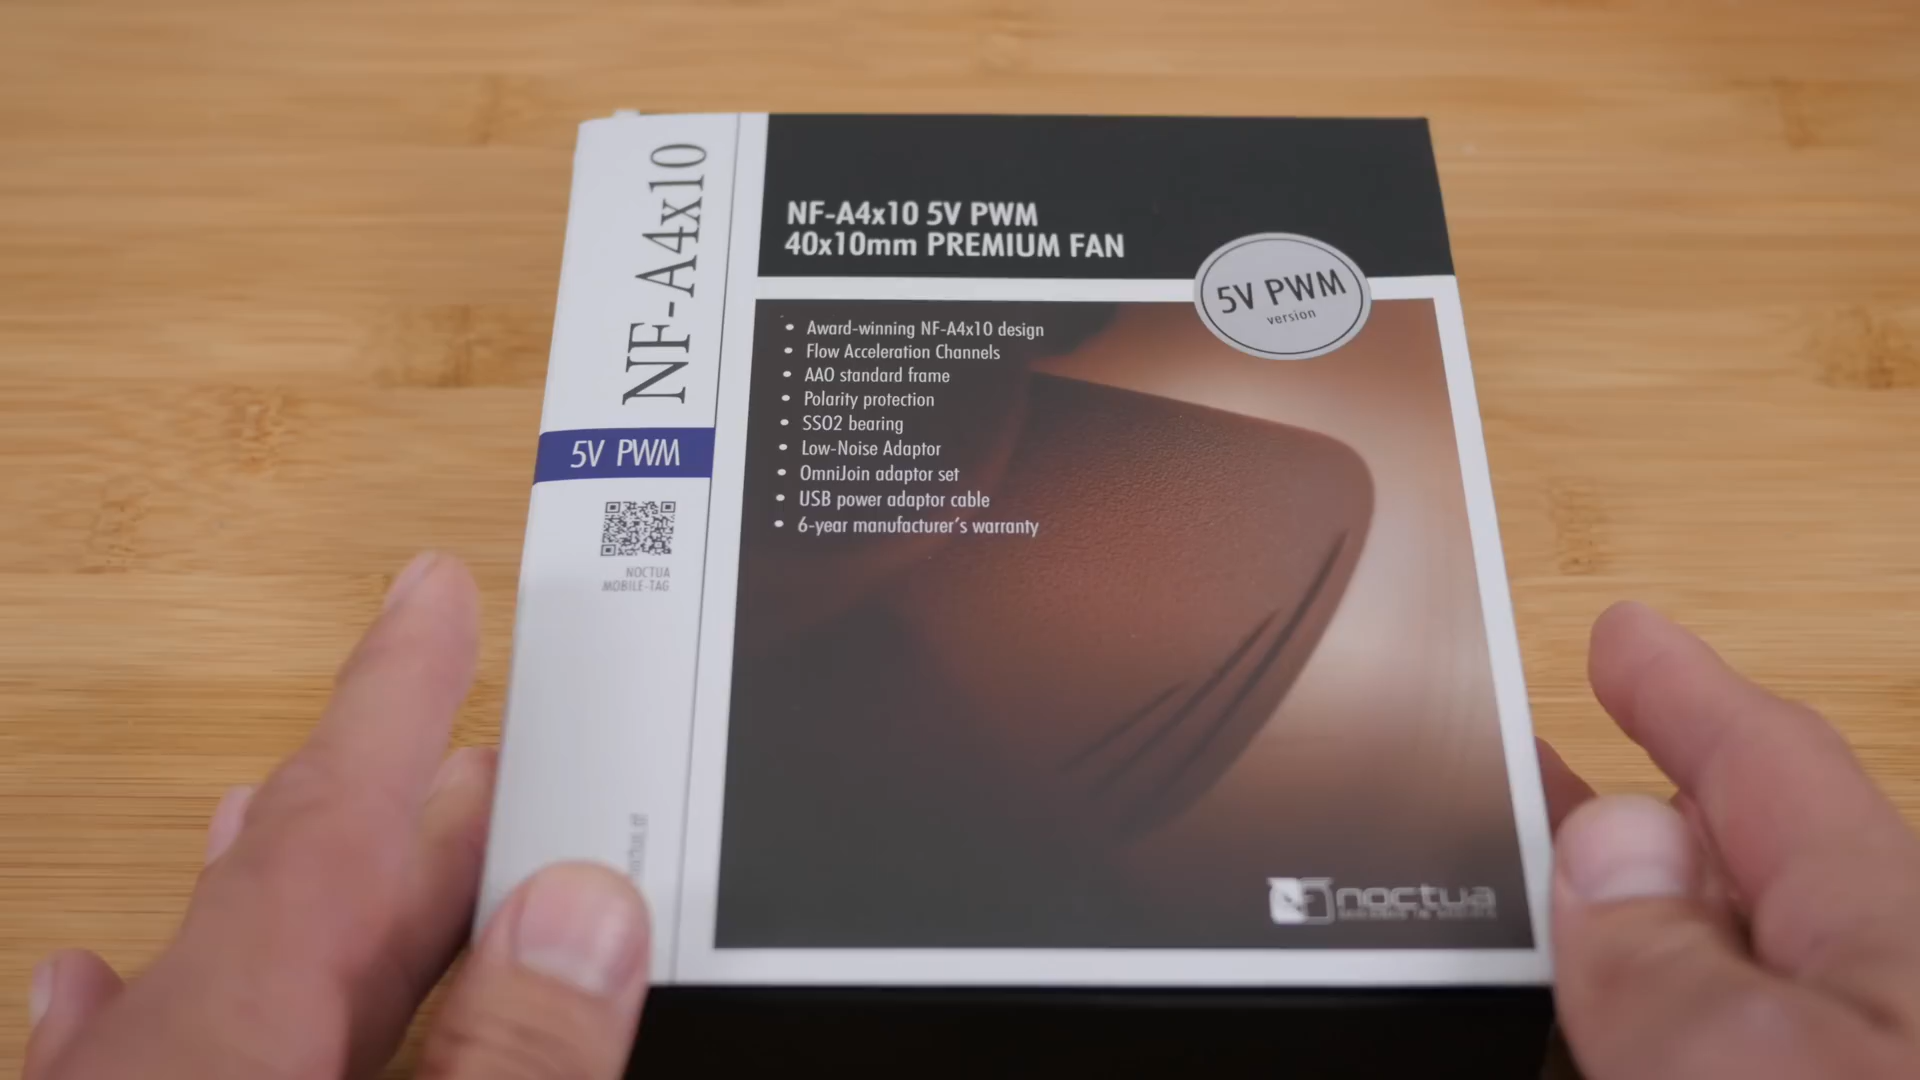 NF-A4x10
5V PWM
NOCTUA
MOBILE-TAG
NF-A4x10 5V PWM
40x10mm PREMIUM FAN
5V PWM
version
• Award-winning NF-A4x10 design
• Flow Acceleration Channels
• AAO standard frame
• Polarity protection
• SSO2 bearing
• Low-Noise Adaptor
• OmniJoin adaptor set
• USB power adaptor cable
• 6-year manufacturer's warranty
noctua